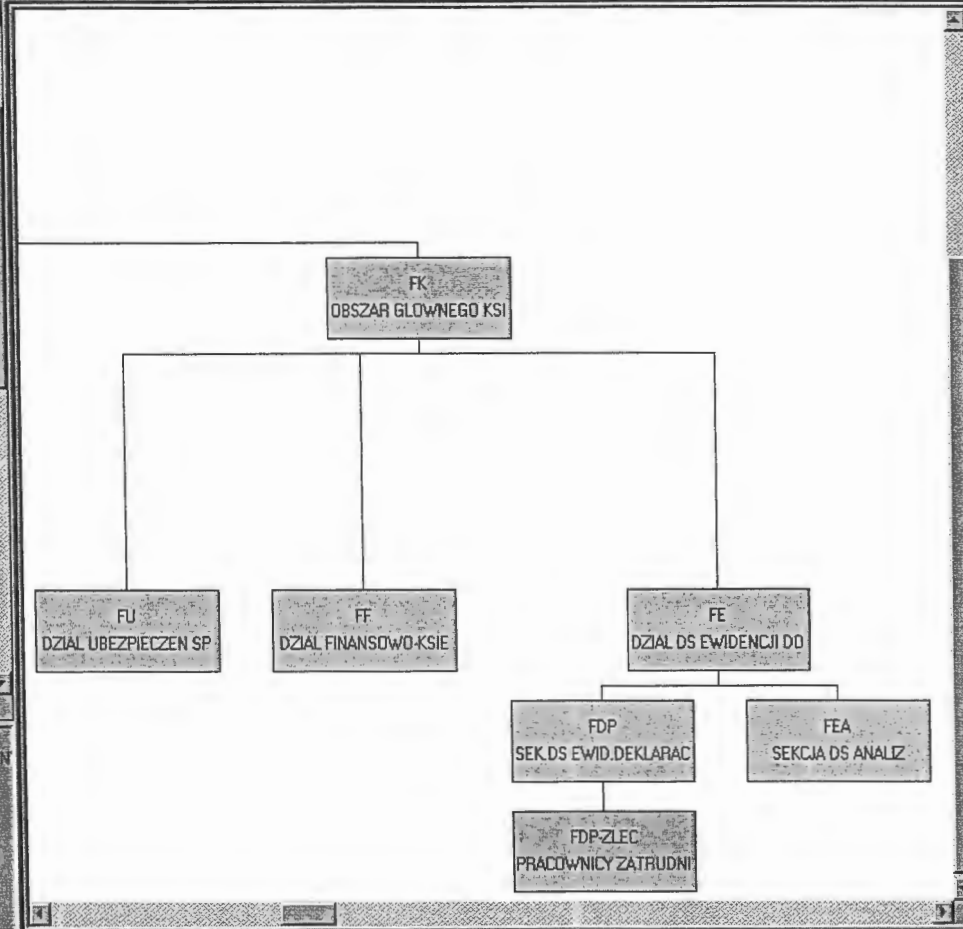 FK
OBSZAR GLOWNEGO KSI
FU
DZIAL UBEZPIECZEN SP
FF
DZIAL FINANSOWO-KSIE
FE
DZIAL DS EWIDENCJI DO
FDP
SEK.DS EWID.DEKLARAC
FEA
SEKCJA DS ANALIZ
FDP-ZLEC
PRACOWNICY ZATRUDNI
N